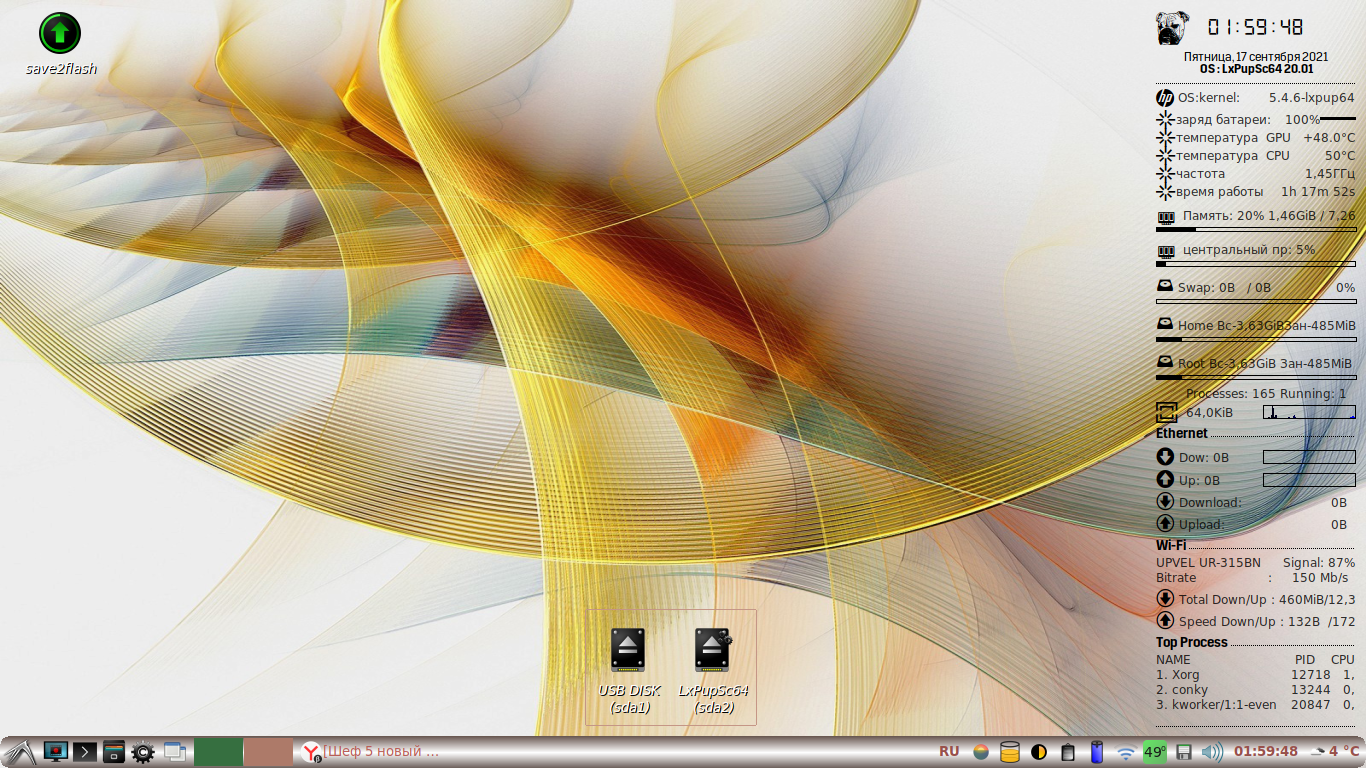 save2flash
01:59:48
Пятница,17 сентября 2021
OS : LxPupSc64 20.01
hp OS:kernel: 5.4.6-lxpup64
заряд батареи: 100%
температура GPU +48.0°C
температура CPU 50°C
частота 1,45ГГц
время работы 1h 17m 52s
Память: 20% 1,46GiB / 7,26
центральный пр: 5%
Swap: 0B / 0B 0%
Home Вс-3,63GiBЗан-485MiB
Root Вс-3,63GiB Зан-485MiB
Processes: 165 Running: 1
64,0KiB
Ethernet
Dow: 0B
Up: 0B
Download: 0B
Upload: 0B
Wi-Fi
UPVEL UR-315BN Signal: 87%
Bitrate : 150 Mb/s
Total Down/Up : 460MiB/12,3
Speed Down/Up : 132B /172
Top Process
NAME PID CPU
1. Xorg 12718 1,
2. conky 13244 0,
3. kworker/1:1-even 20847 0,
USB DISK
(sda1)
LxPupSc64
(sda2)
[Шеф 5 новый ...
RU
49°
01:59:48
4 °C